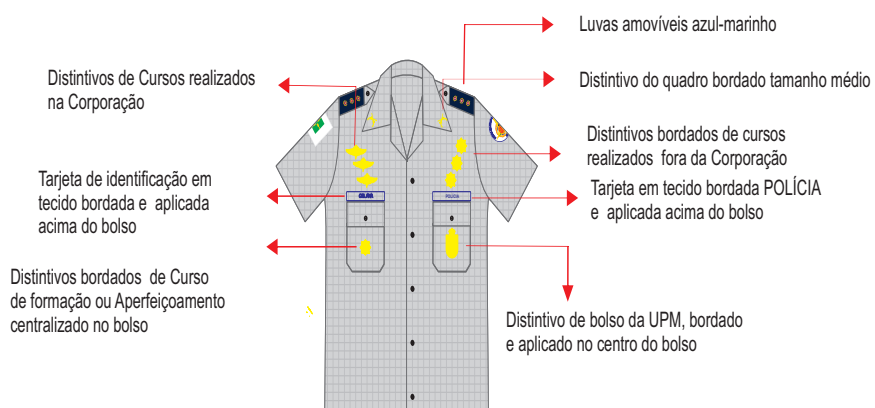 Luvas amovíveis azul-marinho
Distintivos de Cursos realizados
na Corporação
Distintivo do quadro bordado tamanho médio
Distintivos bordados de cursos
realizados fora da Corporação
Tarjeta de identificação em
tecido bordada e aplicada
acima do bolso
Tarjeta em tecido bordada POLÍCIA
e aplicada acima do bolso
POLÍCIA
Distintivos bordados de Curso
de formação ou Aperfeiçoamento
centralizado no bolso
Distintivo de bolso da UPM, bordado
e aplicado no centro do bolso